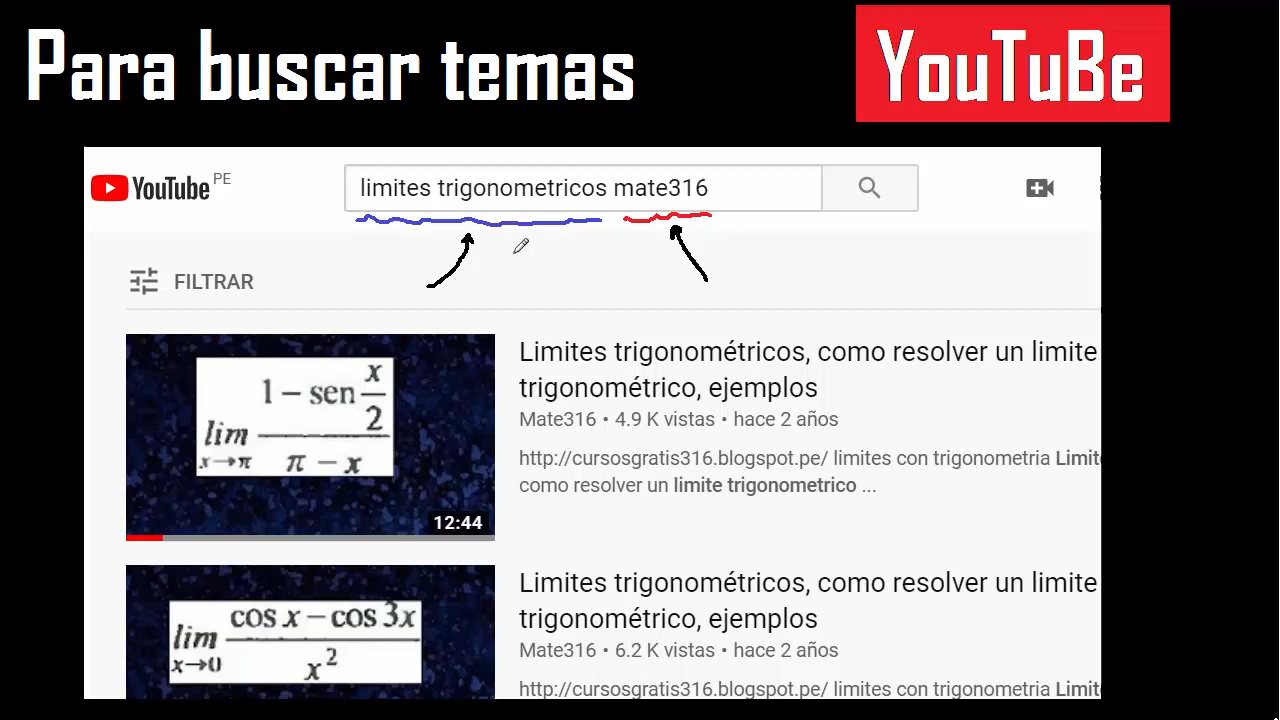 Para buscar temas
YouTuBe
YouTube PE
limites trigonometricos mate316
FILTRAR
Limites trigonométricos, como resolver un limite
trigonométrico, ejemplos
Mate316 • 4.9 K vistas • hace 2 años
http://cursosgratis316.blogspot.pe/ limites con trigonometria Limit
como resolver un limite trigonometrico ...
lim x→π 1 – sen x/2 / π – x
12:44
Limites trigonométricos, como resolver un limite
trigonométrico, ejemplos
Mate316 • 6.2 K vistas • hace 2 años
http://cursosgratis316.blogspot.pe/ limites con trigonometria Limit
lim x→0 cos x – cos 3x / x²